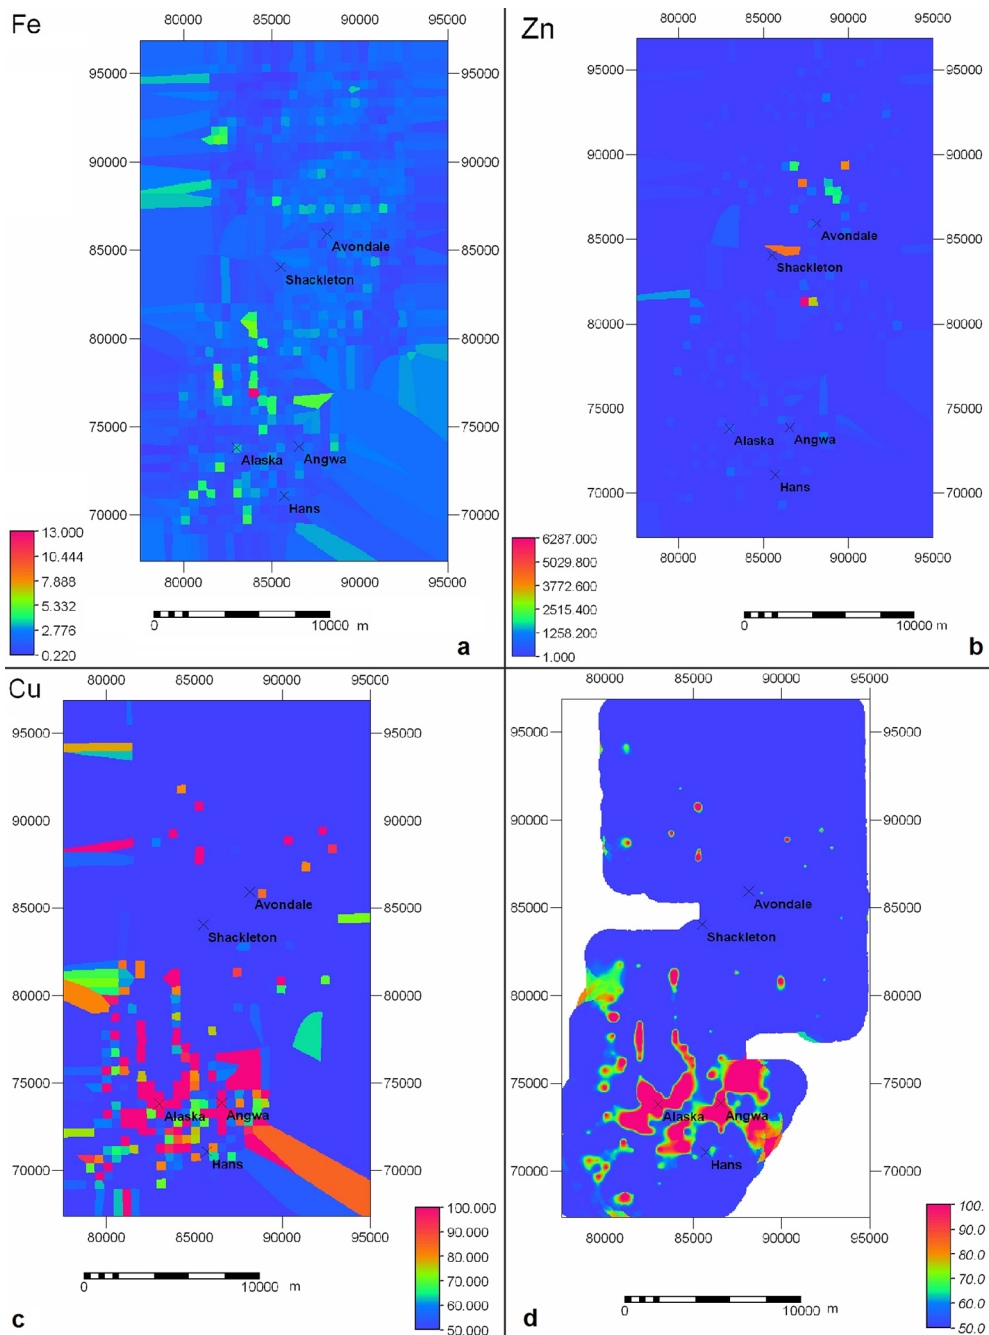 Fe
80000 85000 90000 95000
95000 95000
90000 90000
85000 85000
80000 80000
75000 75000
70000 70000
Avondale
Shackleton
Alaska
Angwa
Hans
80000 85000 90000 95000
13.000
10.444
7.888
5.332
2.776
0.220
0 10000 m
a
Zn
80000 85000 90000 95000
95000 95000
90000 90000
85000 85000
80000 80000
75000 75000
70000 70000
Avondale
Shackleton
Alaska
Angwa
Hans
80000 85000 90000 95000
6287.000
5029.800
3772.600
2515.400
1258.200
1.000
0 10000 m
b
Cu
80000 85000 90000 95000
95000 95000
90000 90000
85000 85000
80000 80000
75000 75000
70000 70000
Avondale
Shackleton
Alaska
Angwa
Hans
80000 85000 90000 95000
100.000
90.000
80.000
70.000
60.000
50.000
0 10000 m
c
80000 85000 90000 95000
95000 95000
90000 90000
85000 85000
80000 80000
75000 75000
70000 70000
Avondale
Shackleton
Alaska
Angwa
Hans
80000 85000 90000 95000
100.
90.0
80.0
70.0
60.0
50.0
0 10000 m
d